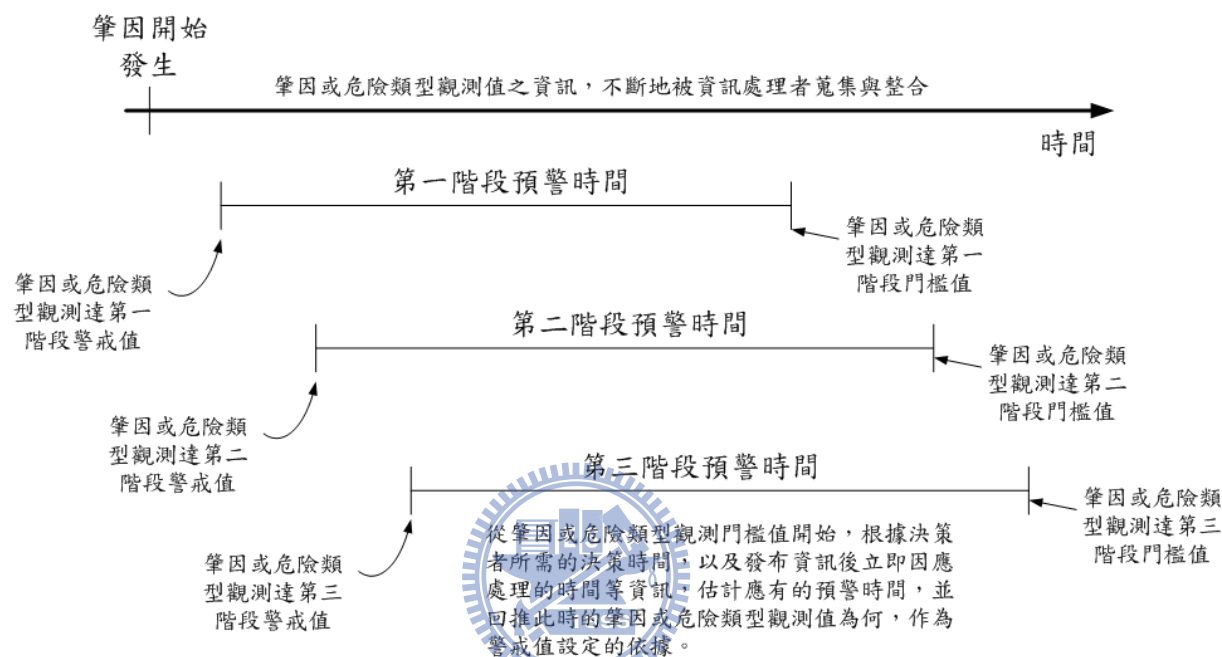 肇因開始
發生
肇因或危險類型觀測值之資訊，不斷地被資訊處理者蒐集與整合
時間
第一階段預警時間
肇因或危險類
型觀測達第一
階段門檻值
肇因或危險類
型觀測達第一
階段警戒值
第二階段預警時間
肇因或危險類
型觀測達第二
階段門檻值
肇因或危險類
型觀測達第二
階段警戒值
第三階段預警時間
肇因或危險類
型觀測達第三
階段門檻值
從肇因或危險類型觀測門檻值開始，根據決策
者所需的決策時間，以及發布資訊後立即因應
處理的時間等資訊，估計應有的預警時間，並
回推此時的肇因或危險類型觀測值為何，作為
警戒值設定的依據。
肇因或危險類
型觀測達第三
階段警戒值